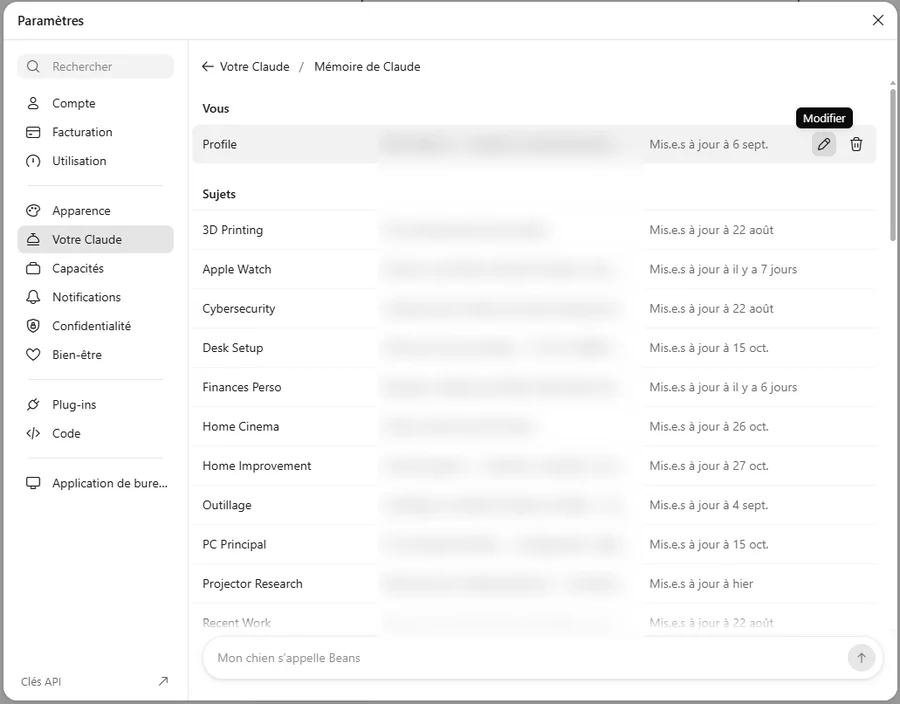 Paramètres
Rechercher
Compte
Facturation
Utilisation
Apparence
Votre Claude
Capacités
Notifications
Confidentialité
Bien-être
Plug-ins
Code
Application de bure...
Clés API
Votre Claude / Mémoire de Claude
Vous
Modifier
Profile Mis.e.s à jour à 6 sept.
Sujets
3D Printing Mis.e.s à jour à 22 août
Apple Watch Mis.e.s à jour à il y a 7 jours
Cybersecurity Mis.e.s à jour à 22 août
Desk Setup Mis.e.s à jour à 15 oct.
Finances Perso Mis.e.s à jour à il y a 6 jours
Home Cinema Mis.e.s à jour à 26 oct.
Home Improvement Mis.e.s à jour à 27 oct.
Outillage Mis.e.s à jour à 4 sept.
PC Principal Mis.e.s à jour à 15 oct.
Projector Research Mis.e.s à jour à hier
Recent Work Mis.e.s à jour à 22 août
Mon chien s'appelle Beans